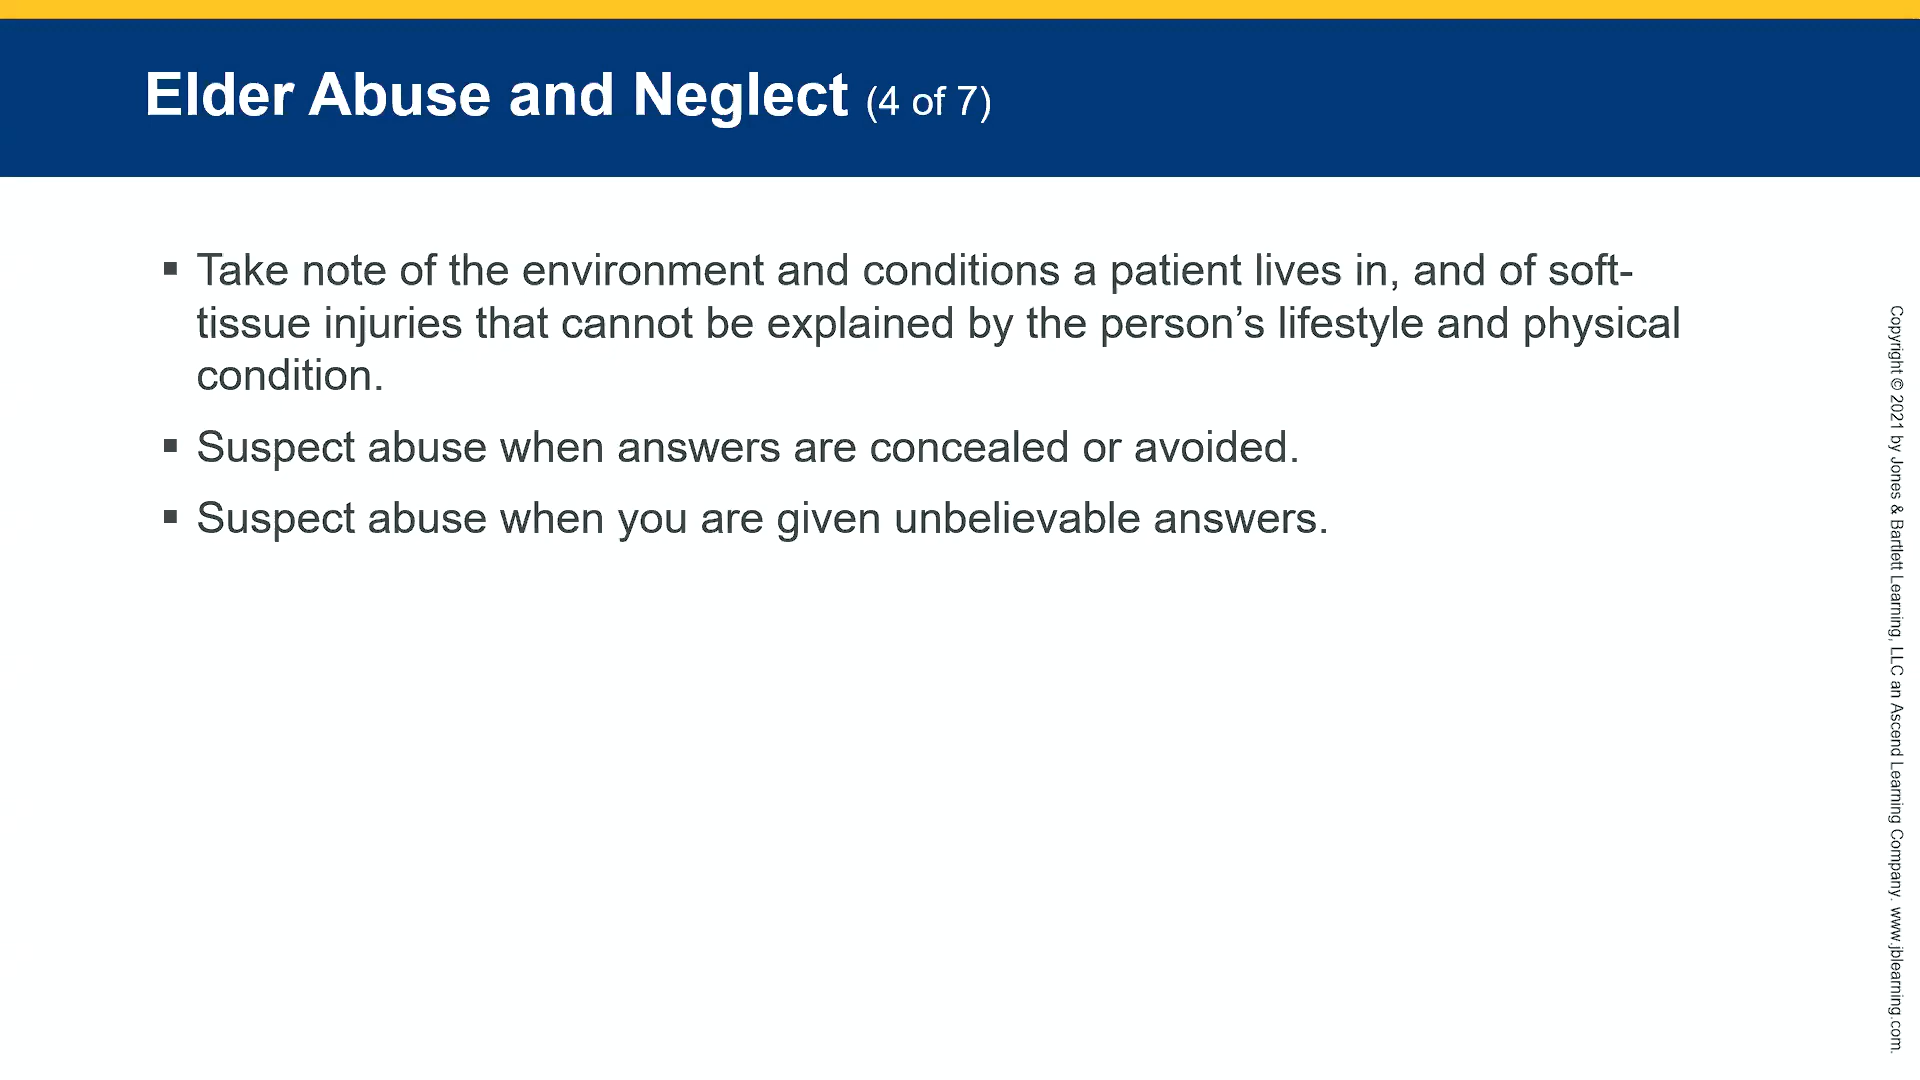 Elder Abuse and Neglect (4 of 7)
▪ Take note of the environment and conditions a patient lives in, and of soft-
tissue injuries that cannot be explained by the person’s lifestyle and physical
condition.
▪ Suspect abuse when answers are concealed or avoided.
▪ Suspect abuse when you are given unbelievable answers.
Copyright © 2021 by Jones & Bartlett Learning, LLC an Ascend Learning Company. www.jblearning.com.